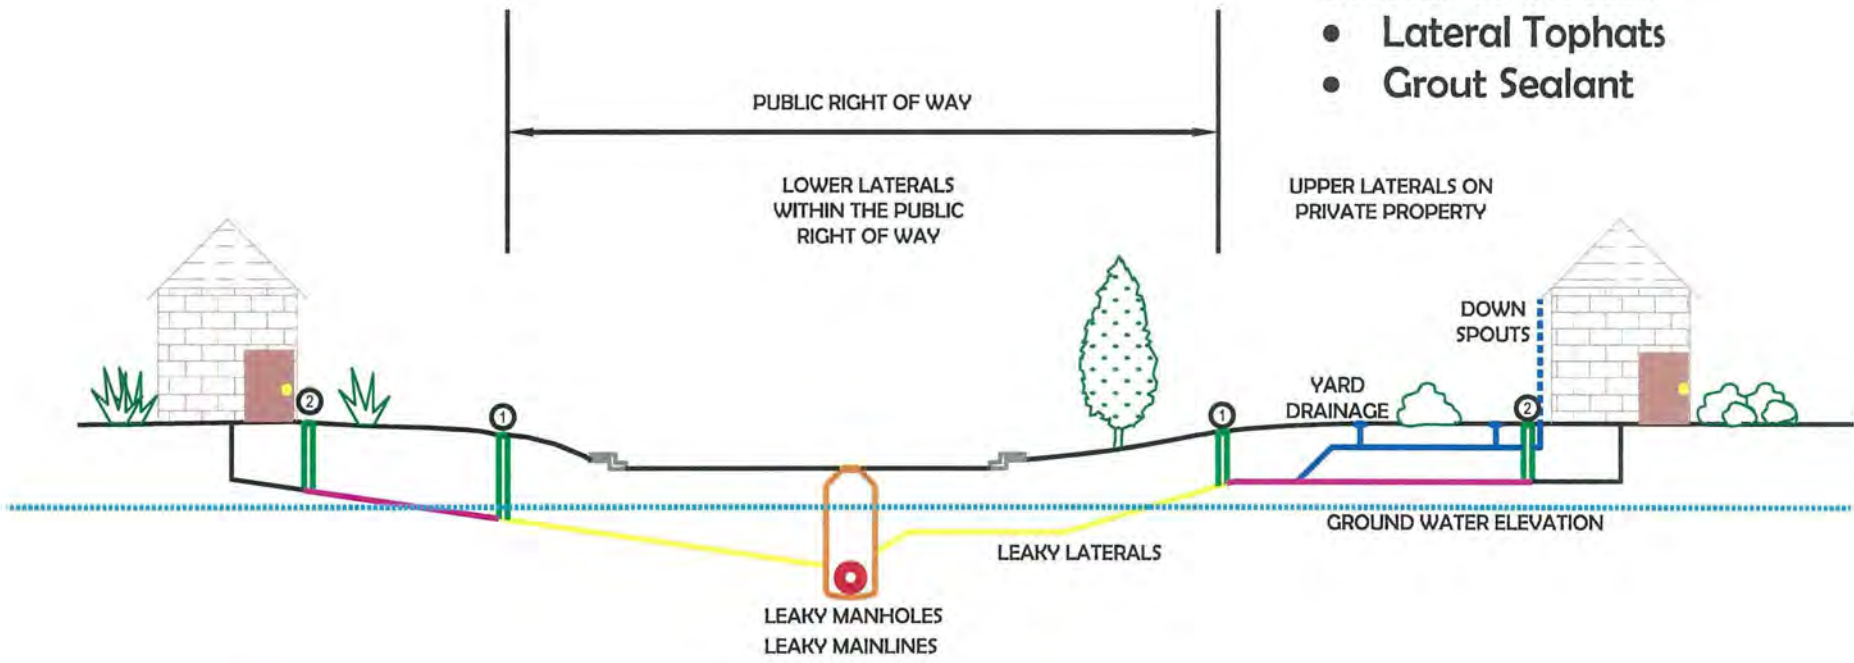 • Lateral Tophats
• Grout Sealant
PUBLIC RIGHT OF WAY
LOWER LATERALS
WITHIN THE PUBLIC
RIGHT OF WAY
UPPER LATERALS ON
PRIVATE PROPERTY
DOWN
SPOUTS
YARD
DRAINAGE
2
1
1
2
GROUND WATER ELEVATION
LEAKY LATERALS
LEAKY MANHOLES
LEAKY MAINLINES